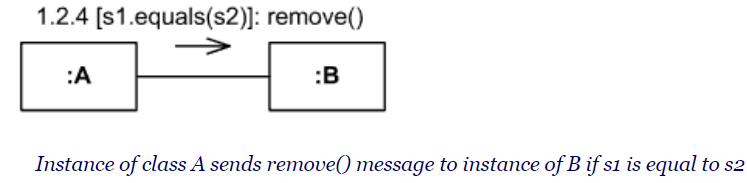 1.2.4 [s1.equals(s2)]: remove()
:A
:B
Instance of class A sends remove() message to instance of B if s1 is equal to s2